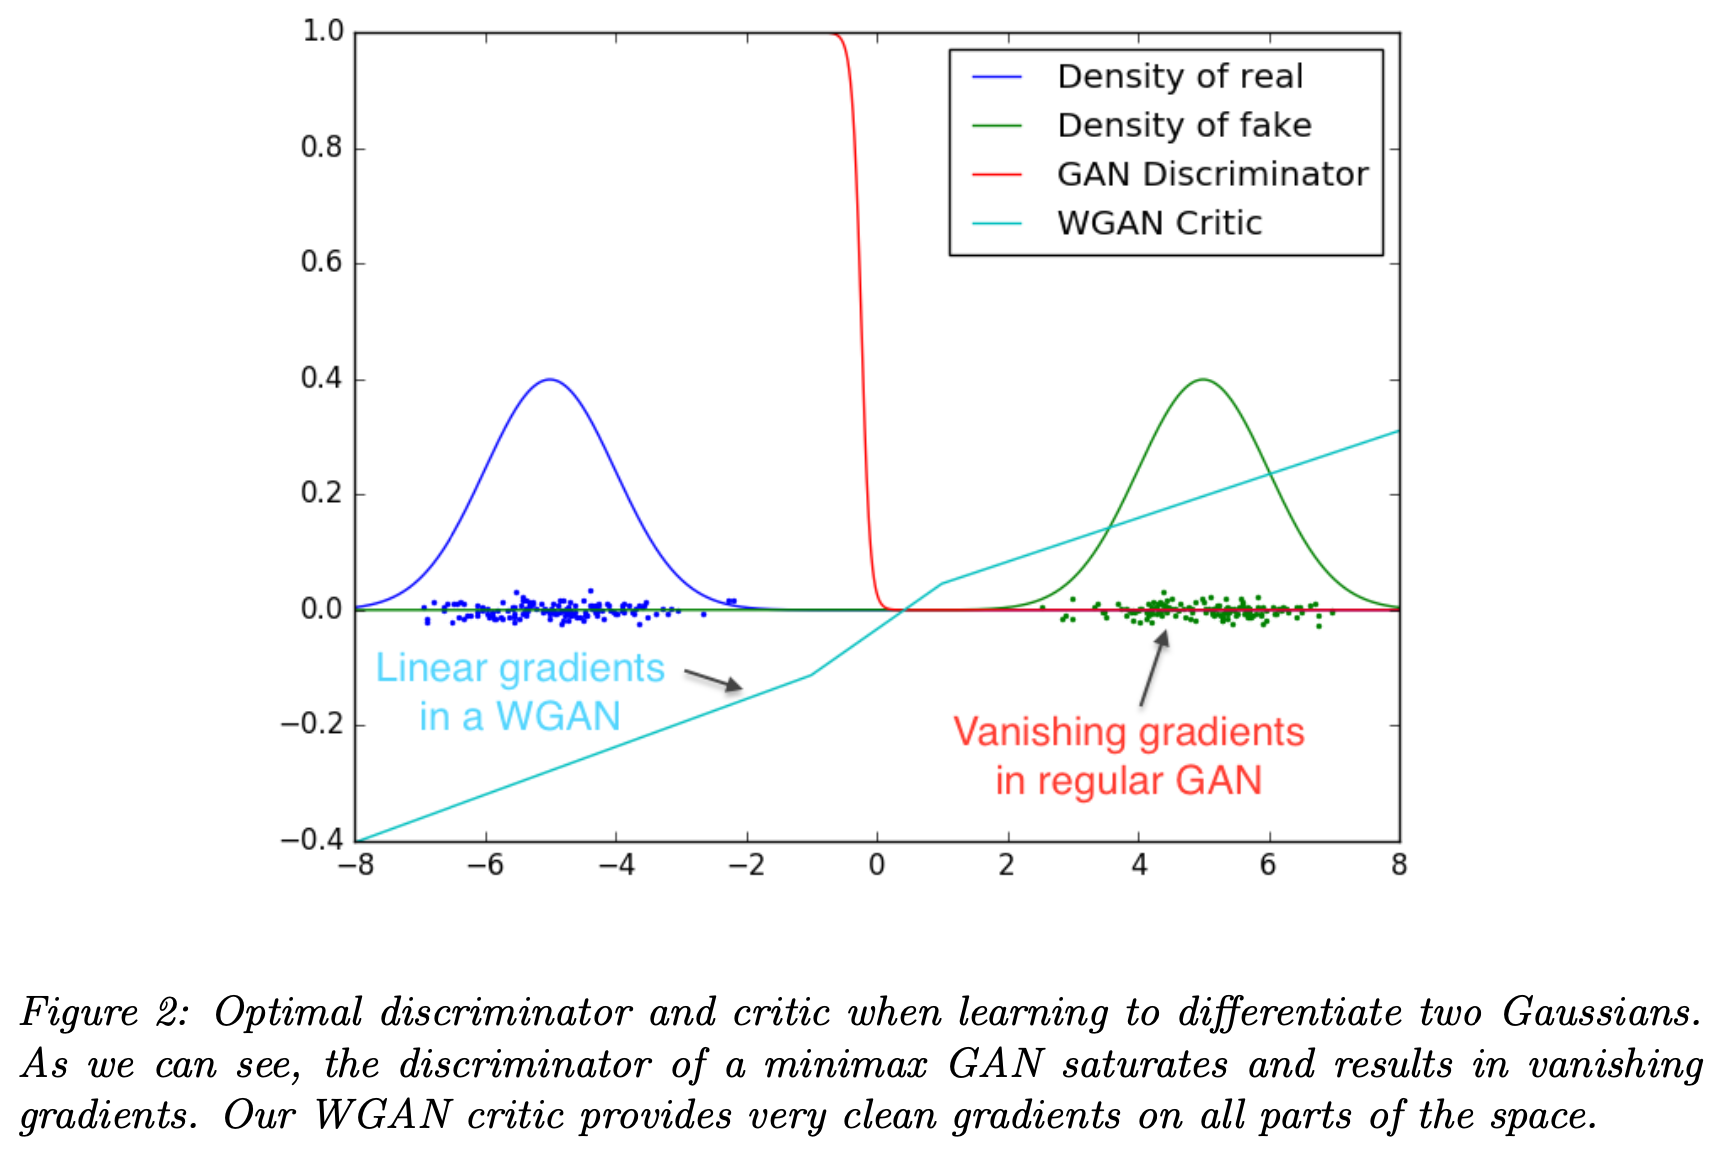 1.0
0.8
0.6
0.4
0.2
0.0
−0.2
−0.4
−8 −6 −4 −2 0 2 4 6 8
Density of real
Density of fake
GAN Discriminator
WGAN Critic
Linear gradients
in a WGAN
Vanishing gradients
in regular GAN
Figure 2: Optimal discriminator and critic when learning to differentiate two Gaussians.
As we can see, the discriminator of a minimax GAN saturates and results in vanishing
gradients. Our WGAN critic provides very clean gradients on all parts of the space.